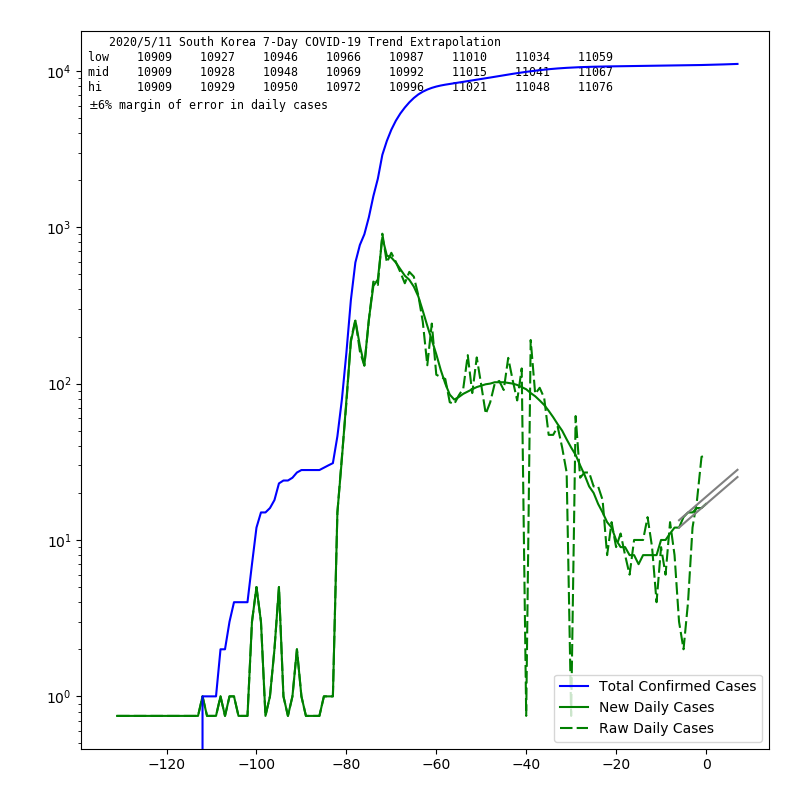 2020/5/11 South Korea 7-Day COVID-19 Trend Extrapolation
low 10909 10927 10946 10966 10987 11010 11034 11059
mid 10909 10928 10948 10969 10992 11015 11041 11067
hi 10909 10929 10950 10972 10996 11021 11048 11076
±6% margin of error in daily cases
10⁴
10³
10²
10¹
10⁰
Total Confirmed Cases
New Daily Cases
Raw Daily Cases
−120 −100 −80 −60 −40 −20 0